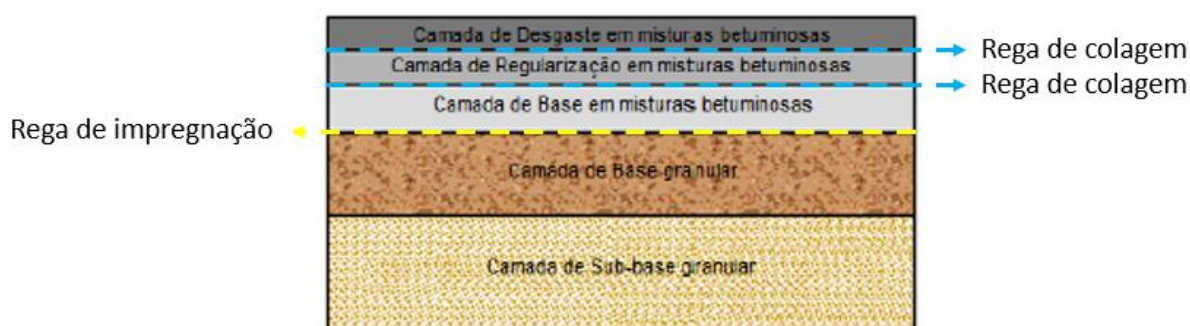 Camada de Desgaste em misturas betuminosas
Rega de colagem
Camada de Regularização em misturas betuminosas
Rega de colagem
Camada de Base em misturas betuminosas
Rega de impregnação
Camada de Base granular
Camada de Sub-base granular